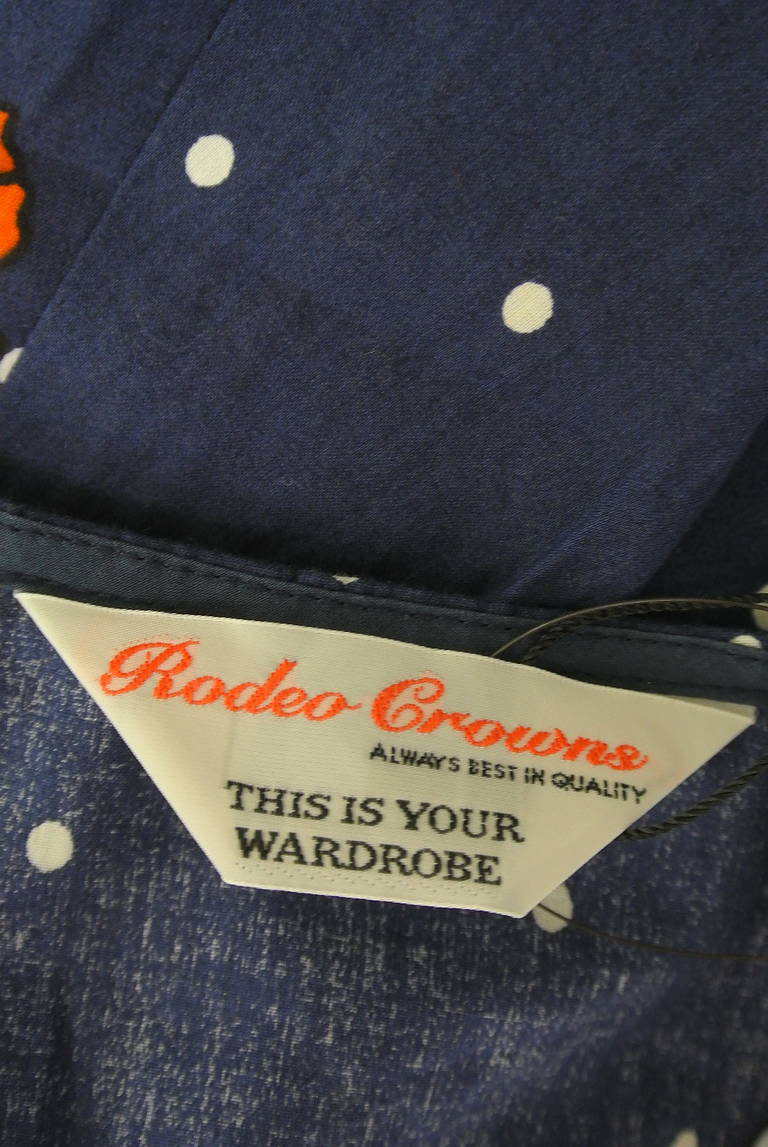 Rodeo Crowns
ALWAYS BEST IN QUALITY
THIS IS YOUR
WARDROBE